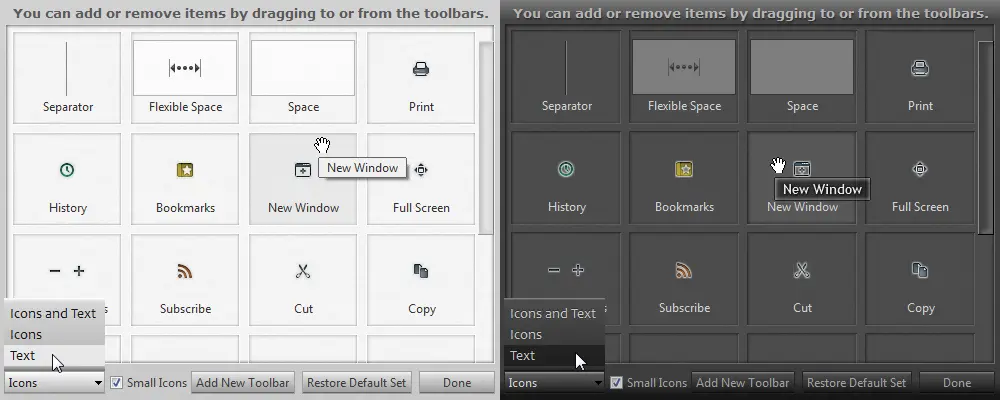 You can add or remove items by dragging to or from the toolbars.
Separator
Flexible Space
Space
Print
New Window
History
Bookmarks
New Window
Full Screen
s
Subscribe
Cut
Copy
Icons and Text
Icons
Text
Icons
Small Icons
Add New Toolbar
Restore Default Set
Done
You can add or remove items by dragging to or from the toolbars.
Separator
Flexible Space
Space
Print
New Window
History
Bookmarks
New Window
Full Screen
s
Subscribe
Cut
Copy
Icons and Text
Icons
Text
Icons
Small Icons
Add New Toolbar
Restore Default Set
Done